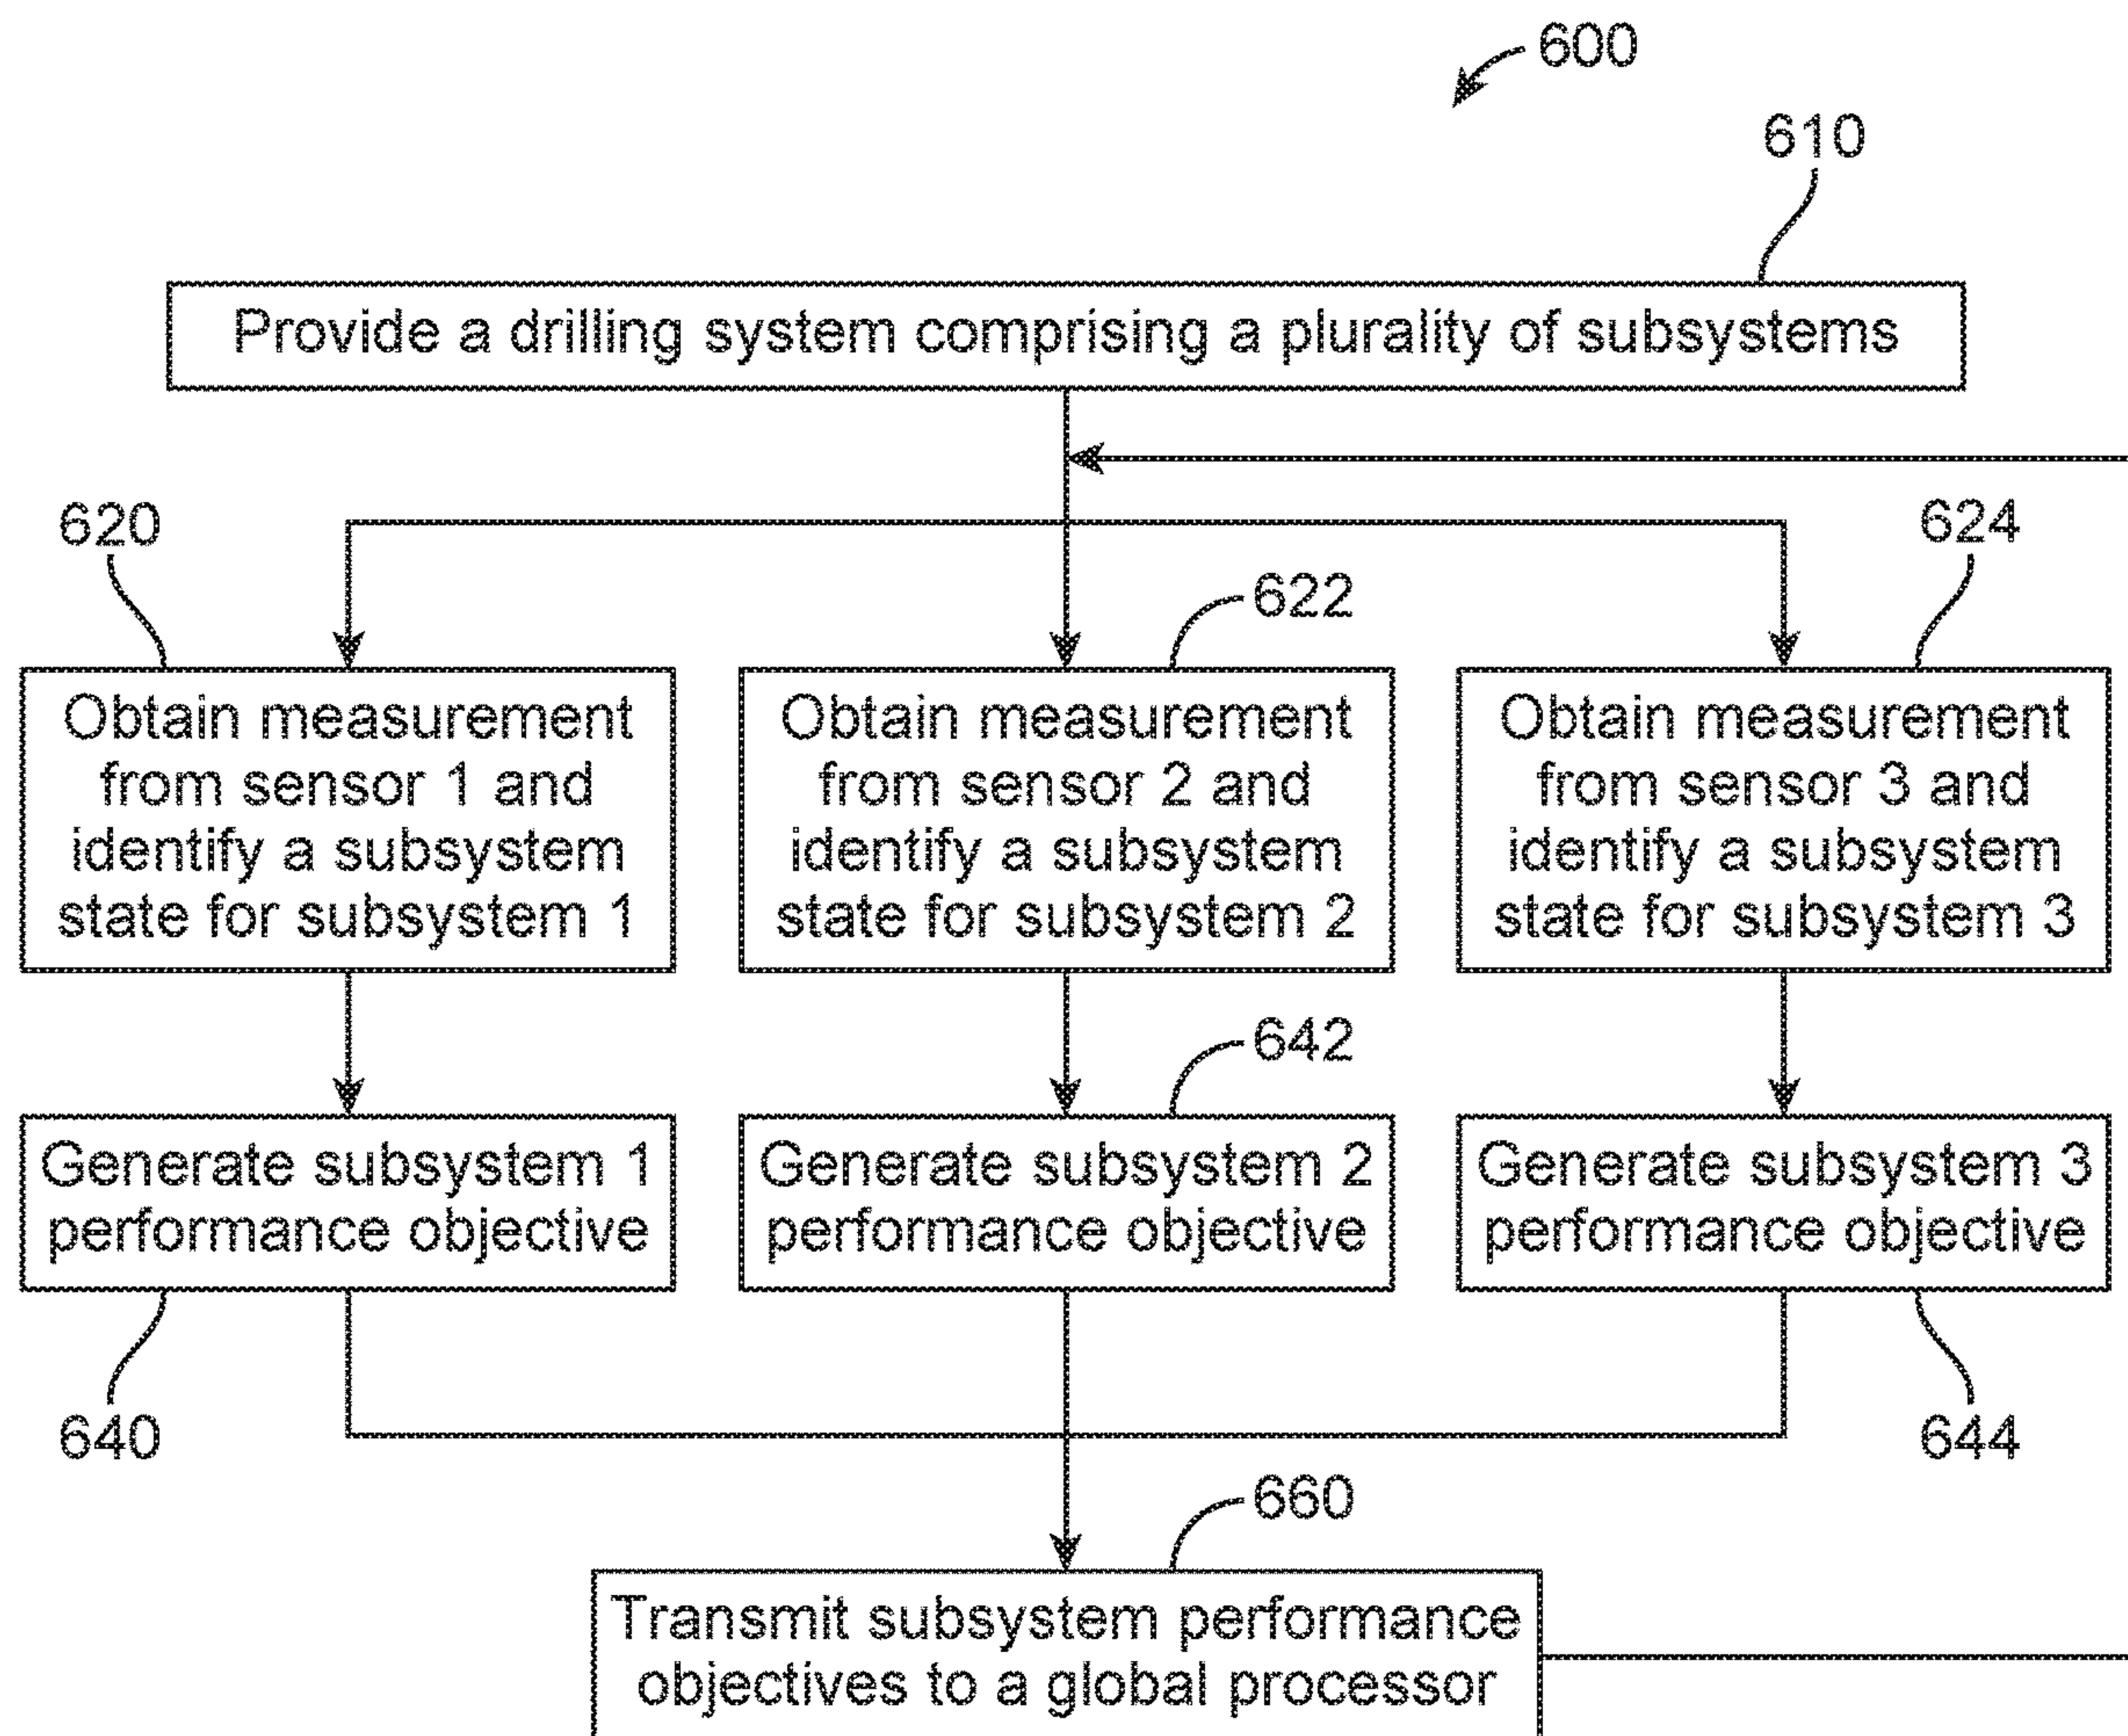 600
610
Provide a drilling system comprising a plurality of subsystems
620
622
624
Obtain measurement
from sensor 1 and
identify a subsystem
state for subsystem 1
Obtain measurement
from sensor 2 and
identify a subsystem
state for subsystem 2
Obtain measurement
from sensor 3 and
identify a subsystem
state for subsystem 3
642
Generate subsystem 1
performance objective
Generate subsystem 2
performance objective
Generate subsystem 3
performance objective
640
644
660
Transmit subsystem performance
objectives to a global processor